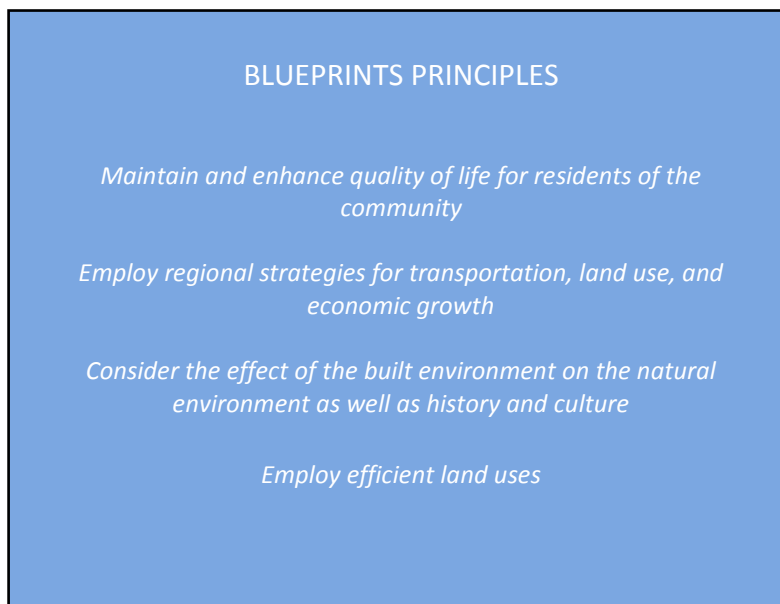 BLUEPRINTS PRINCIPLES
Maintain and enhance quality of life for residents of the
community
Employ regional strategies for transportation, land use, and
economic growth
Consider the effect of the built environment on the natural
environment as well as history and culture
Employ efficient land uses